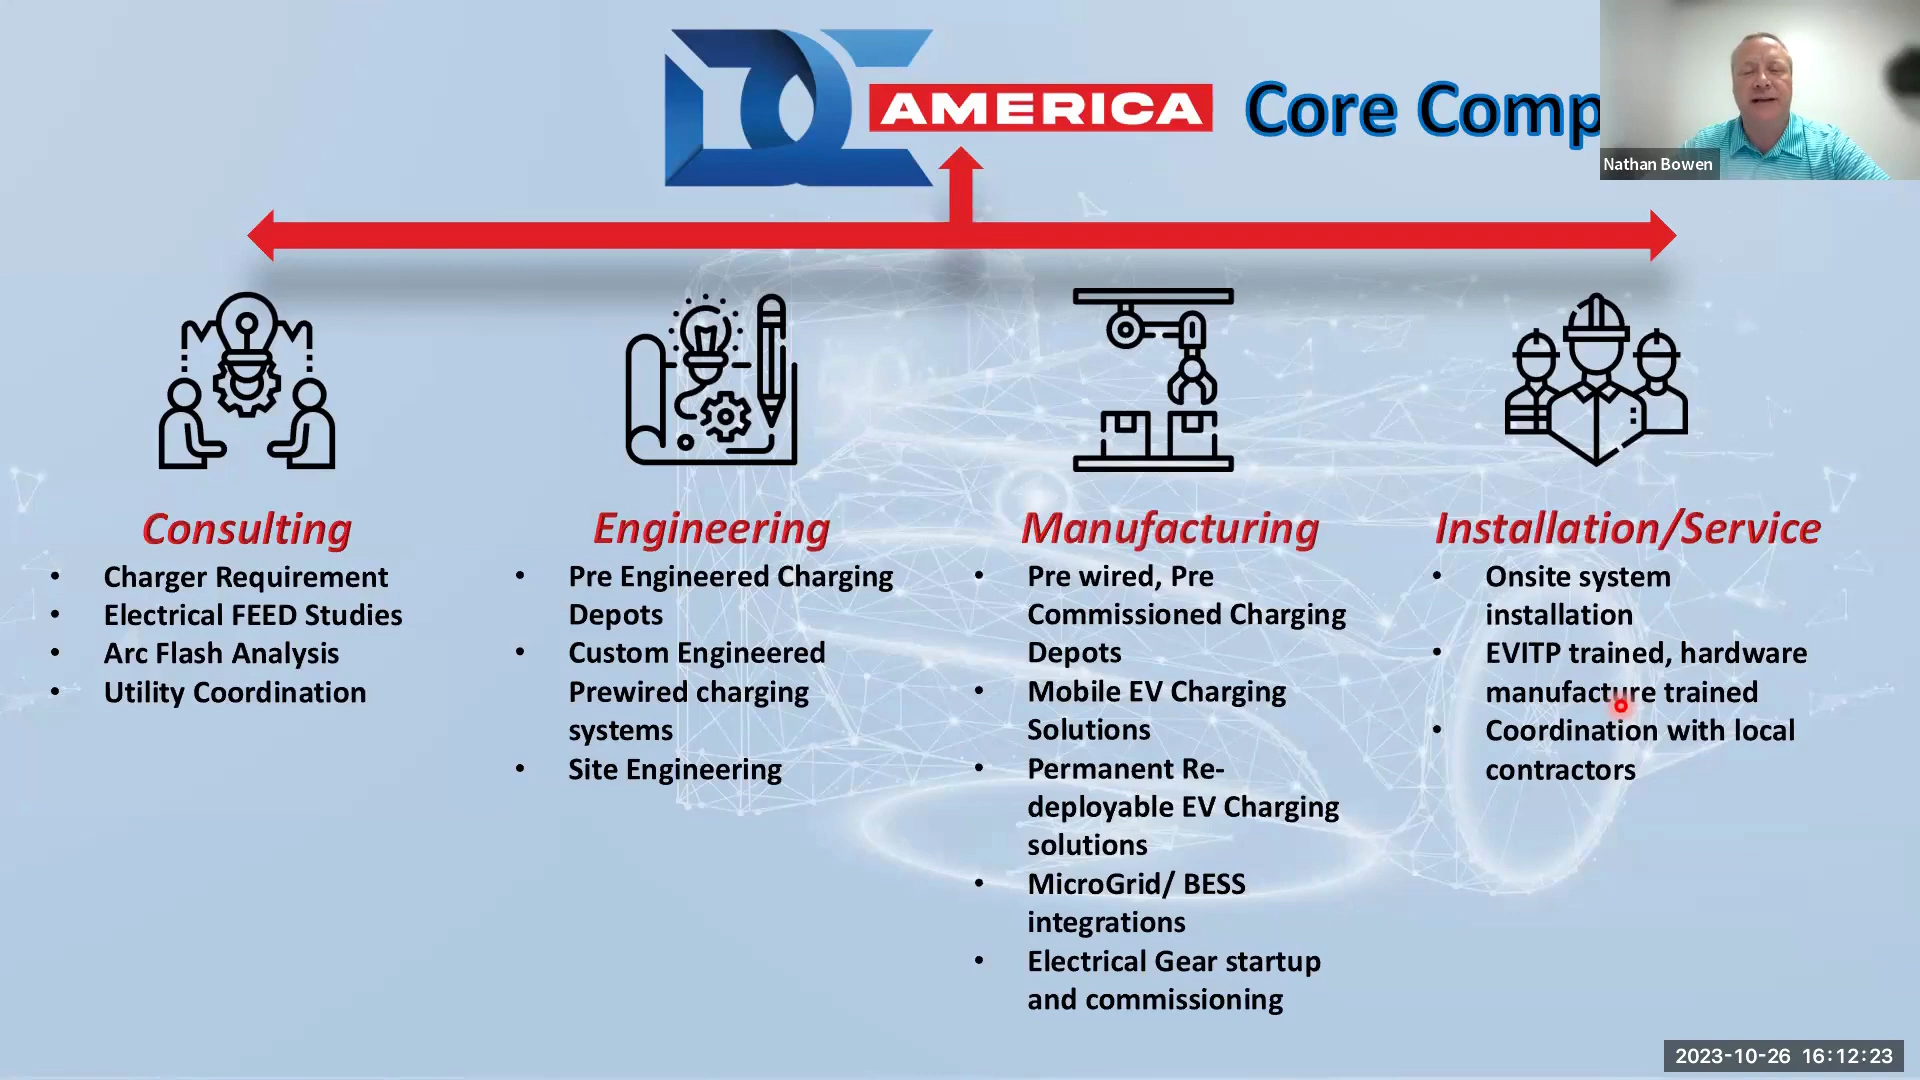 DC AMERICA Core Comp
Nathan Bowen
Consulting
• Charger Requirement
• Electrical FEED Studies
• Arc Flash Analysis
• Utility Coordination
Engineering
• Pre Engineered Charging
Depots
• Custom Engineered
Prewired charging
systems
• Site Engineering
Manufacturing
• Pre wired, Pre
Commissioned Charging
Depots
• Mobile EV Charging
Solutions
• Permanent Re-
deployable EV Charging
solutions
• MicroGrid/ BESS
integrations
• Electrical Gear startup
and commissioning
Installation/Service
• Onsite system
installation
• EVITP trained, hardware
manufacture trained
• Coordination with local
contractors
2023-10-26 16:12:23